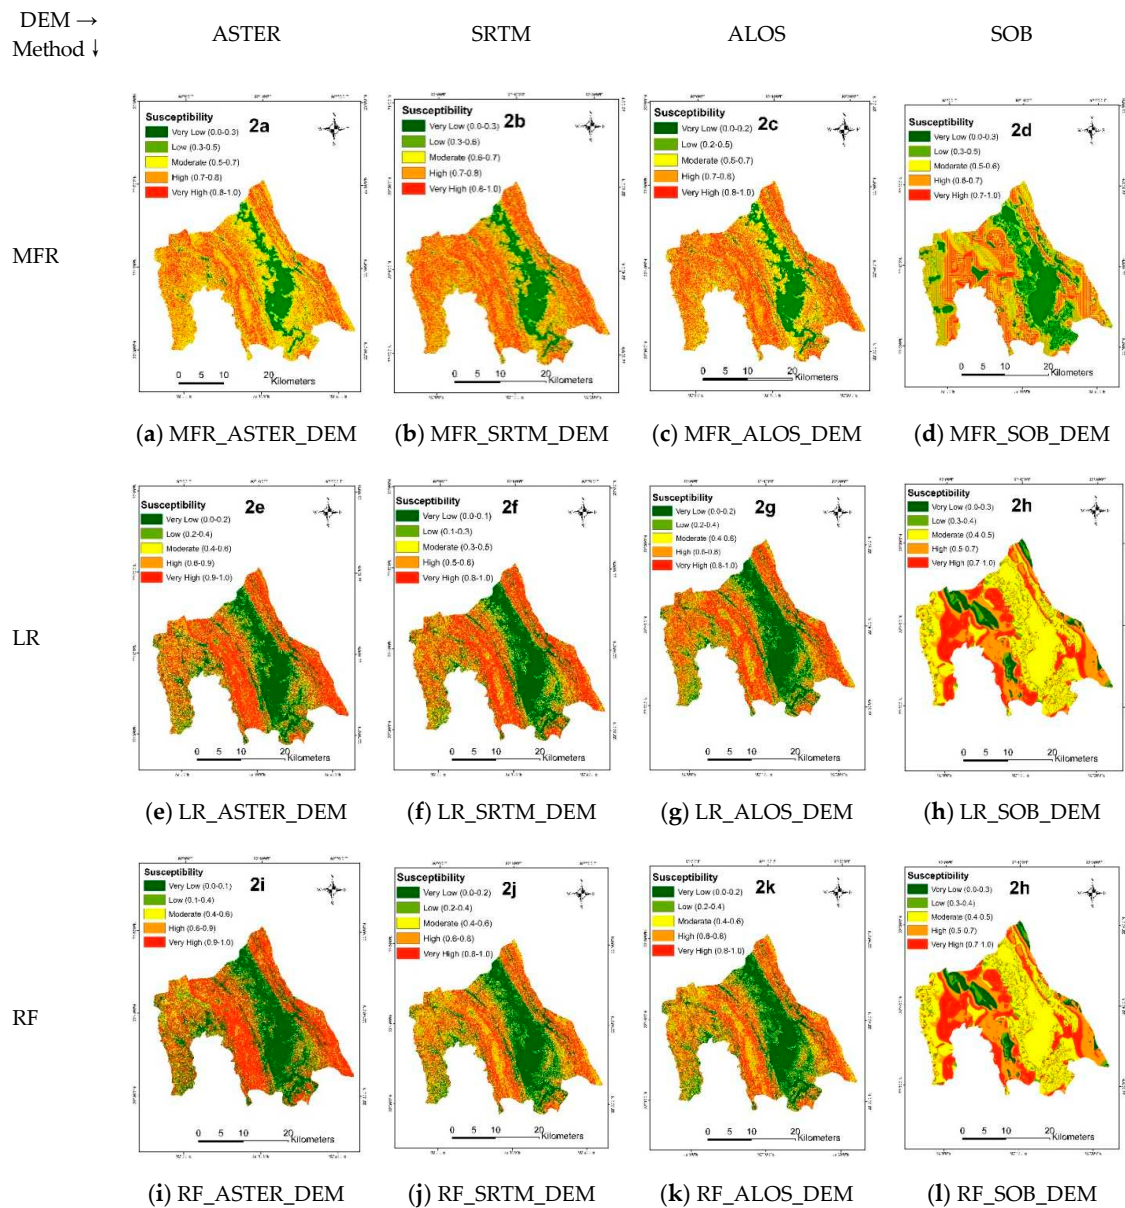 DEM → ASTER SRTM ALOS SOB
Method ↓
MFR
Susceptibility 2a
Very Low (0.0-0.3)
Low (0.3-0.5)
Moderate (0.5-0.7)
High (0.7-0.8)
Very High (0.8-1.0)
0 5 10 20
Kilometers
Susceptibility 2b
Very Low (0.0-0.3)
Low (0.3-0.6)
Moderate (0.6-0.7)
High (0.7-0.8)
Very High (0.8-1.0)
0 5 10 20
Kilometers
Susceptibility 2c
Very Low (0.0-0.2)
Low (0.2-0.5)
Moderate (0.5-0.7)
High (0.7-0.8)
Very High (0.8-1.0)
0 5 10 20
Kilometers
Susceptibility 2d
Very Low (0.0-0.3)
Low (0.3-0.5)
Moderate (0.5-0.6)
High (0.6-0.7)
Very High (0.7-1.0)
0 5 10 20
Kilometers
(a) MFR_ASTER_DEM (b) MFR_SRTM_DEM (c) MFR_ALOS_DEM (d) MFR_SOB_DEM
LR
Susceptibility 2e
Very Low (0.0-0.2)
Low (0.2-0.4)
Moderate (0.4-0.6)
High (0.6-0.9)
Very High (0.9-1.0)
0 5 10 20
Kilometers
Susceptibility 2f
Very Low (0.0-0.1)
Low (0.1-0.3)
Moderate (0.3-0.5)
High (0.5-0.8)
Very High (0.8-1.0)
0 5 10 20
Kilometers
Susceptibility 2g
Very Low (0.0-0.2)
Low (0.2-0.4)
Moderate (0.4-0.6)
High (0.6-0.8)
Very High (0.8-1.0)
0 5 10 20
Kilometers
Susceptibility 2h
Very Low (0.0-0.3)
Low (0.3-0.4)
Moderate (0.4-0.5)
High (0.5-0.7)
Very High (0.7-1.0)
0 5 10 20
Kilometers
(e) LR_ASTER_DEM (f) LR_SRTM_DEM (g) LR_ALOS_DEM (h) LR_SOB_DEM
RF
Susceptibility 2i
Very Low (0.0-0.1)
Low (0.1-0.4)
Moderate (0.4-0.6)
High (0.6-0.9)
Very High (0.9-1.0)
0 5 10 20
Kilometers
Susceptibility 2j
Very Low (0.0-0.2)
Low (0.2-0.4)
Moderate (0.4-0.6)
High (0.6-0.8)
Very High (0.8-1.0)
0 5 10 20
Kilometers
Susceptibility 2k
Very Low (0.0-0.2)
Low (0.2-0.4)
Moderate (0.4-0.6)
High (0.6-0.8)
Very High (0.8-1.0)
0 5 10 20
Kilometers
Susceptibility 2h
Very Low (0.0-0.3)
Low (0.3-0.4)
Moderate (0.4-0.5)
High (0.5-0.7)
Very High (0.7-1.0)
0 5 10 20
Kilometers
(i) RF_ASTER_DEM (j) RF_SRTM_DEM (k) RF_ALOS_DEM (l) RF_SOB_DEM